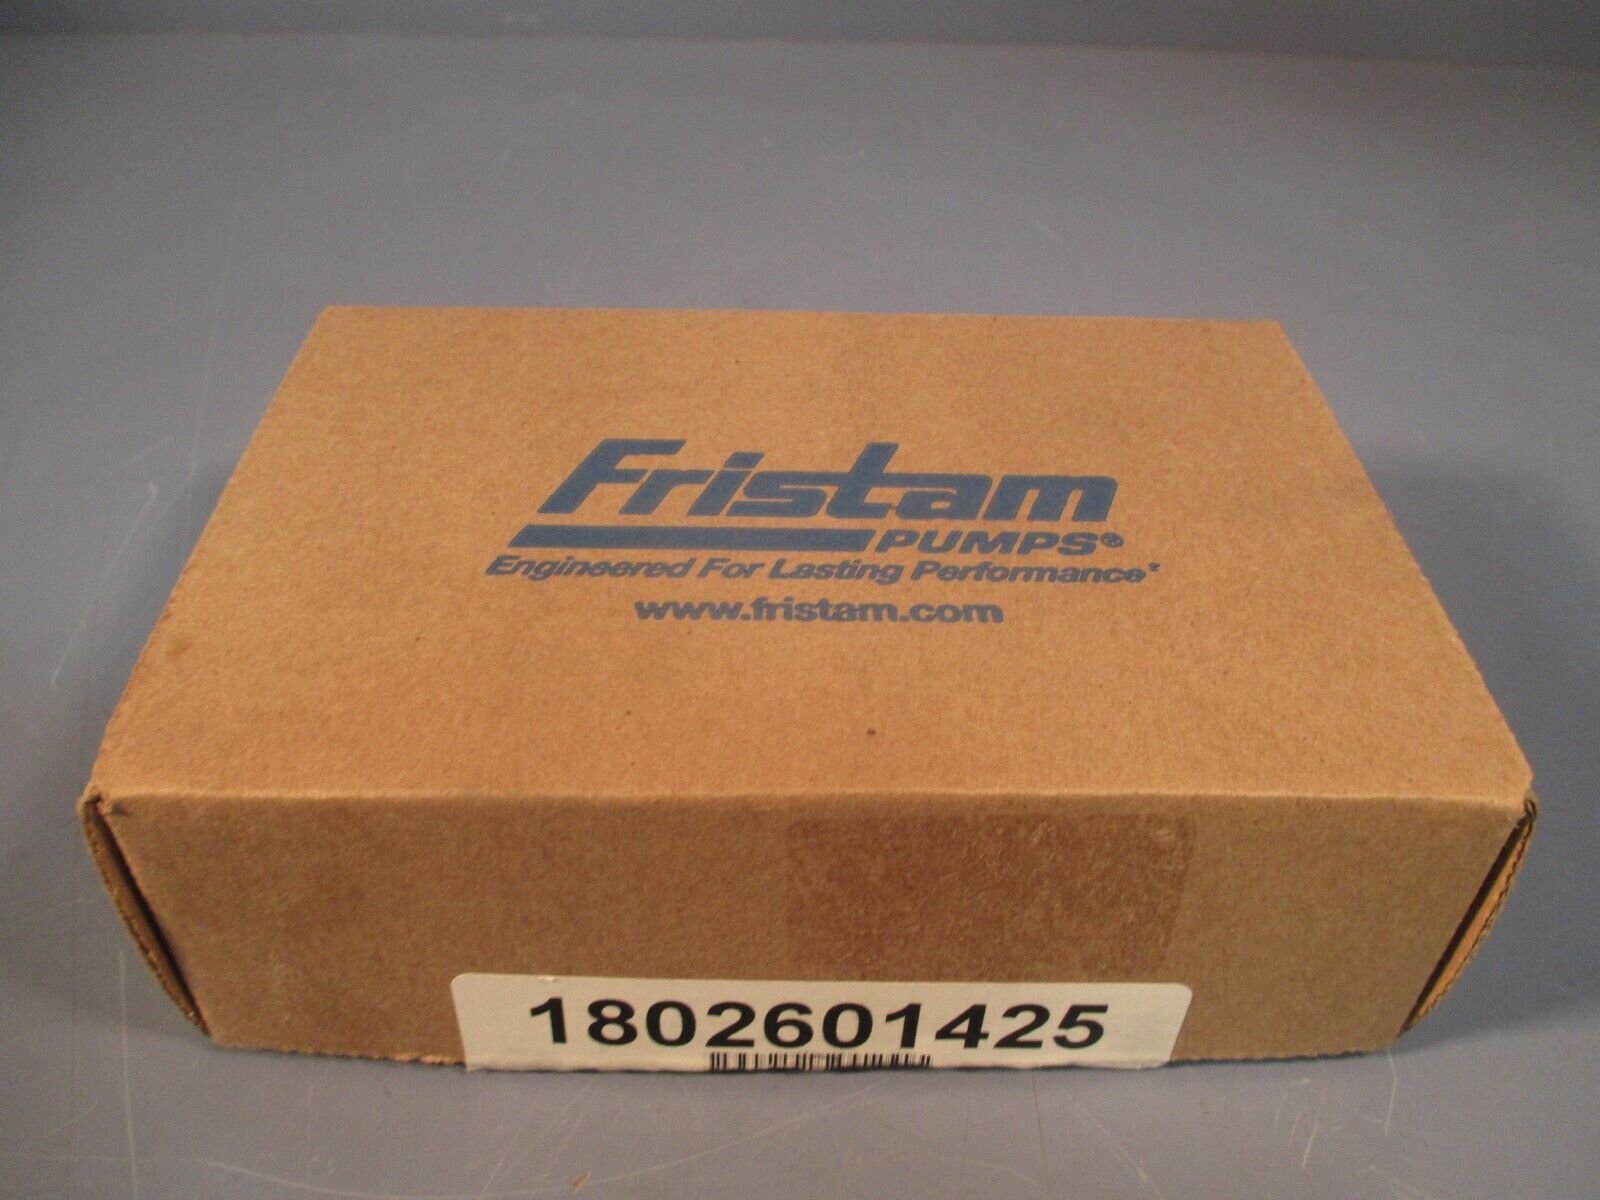 Fristam
PUMPS®
Engineered For Lasting Performance
www.fristam.com
1802601425